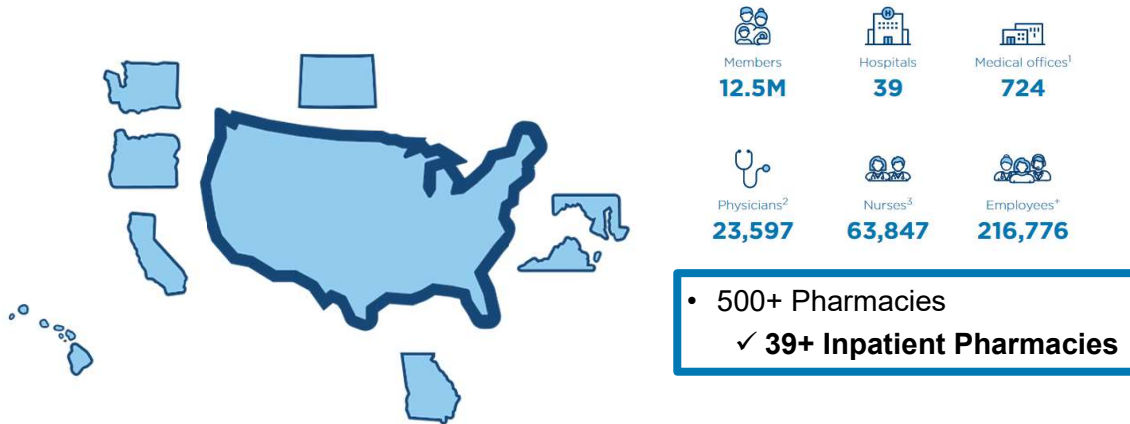 H
Members
12.5M
Hospitals
39
Medical offices¹
724
Physicians²
23,597
Nurses³
63,847
Employees⁺
216,776
• 500+ Pharmacies
✓ 39+ Inpatient Pharmacies